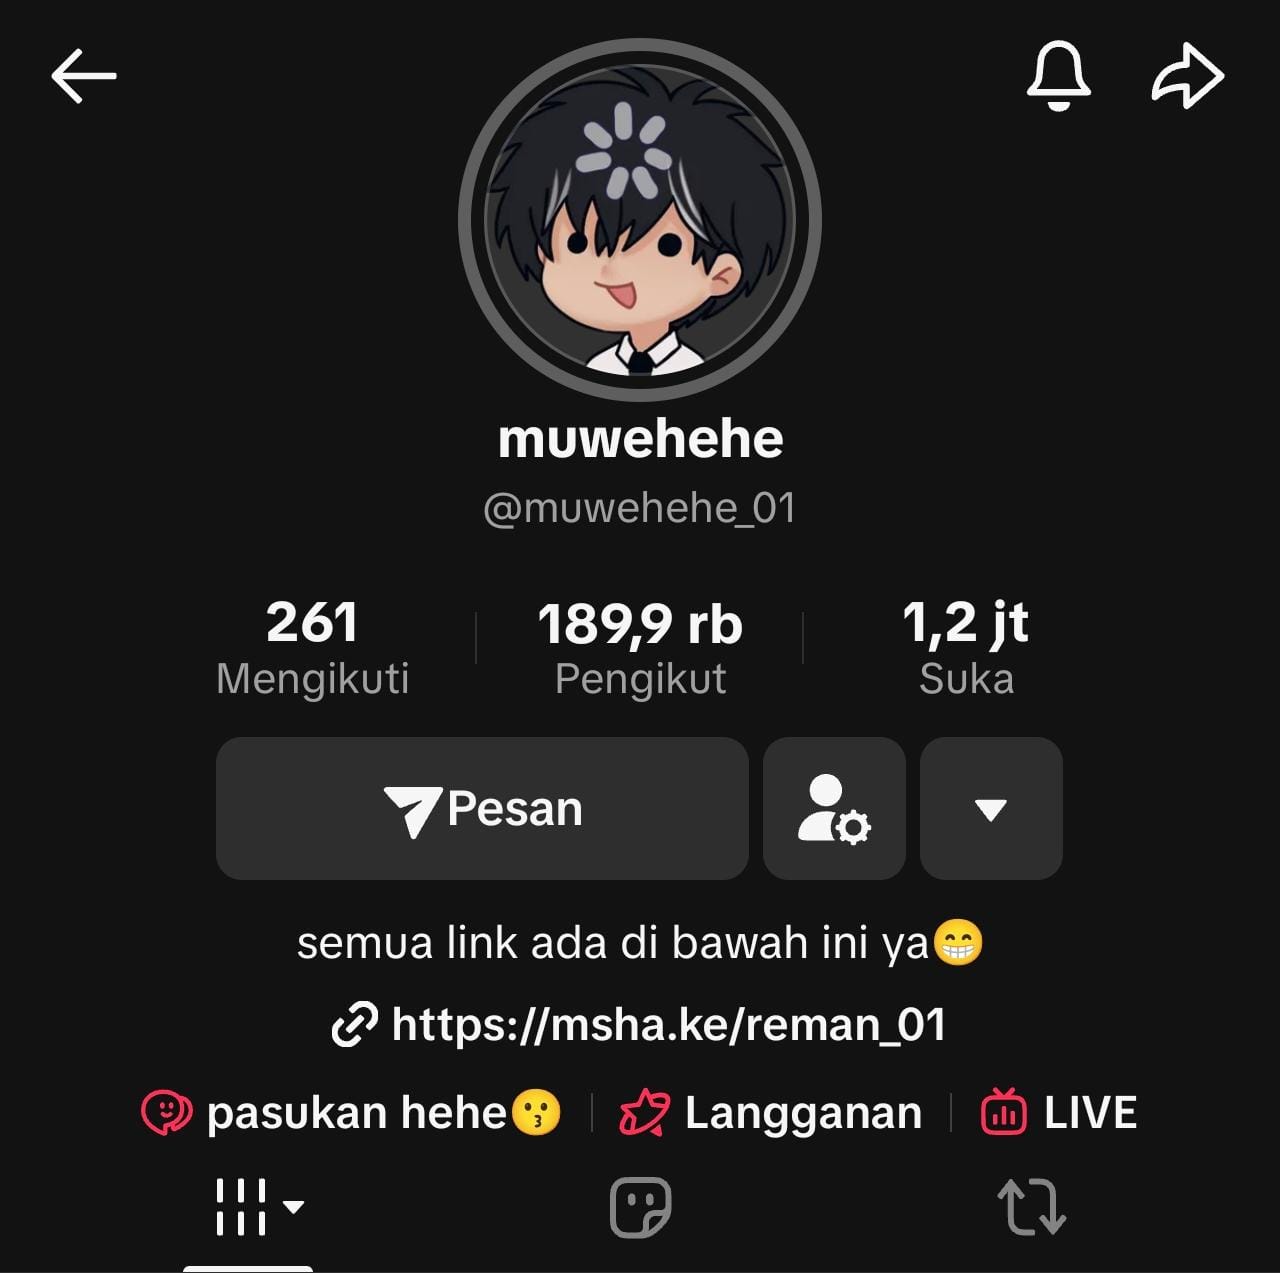 muwehehe
@muwehehe_01
261 189,9 rb 1,2 jt
Mengikuti Pengikut Suka
Pesan
semua link ada di bawah ini ya😁
https://msha.ke/reman_01
pasukan hehe😗 Langganan LIVE